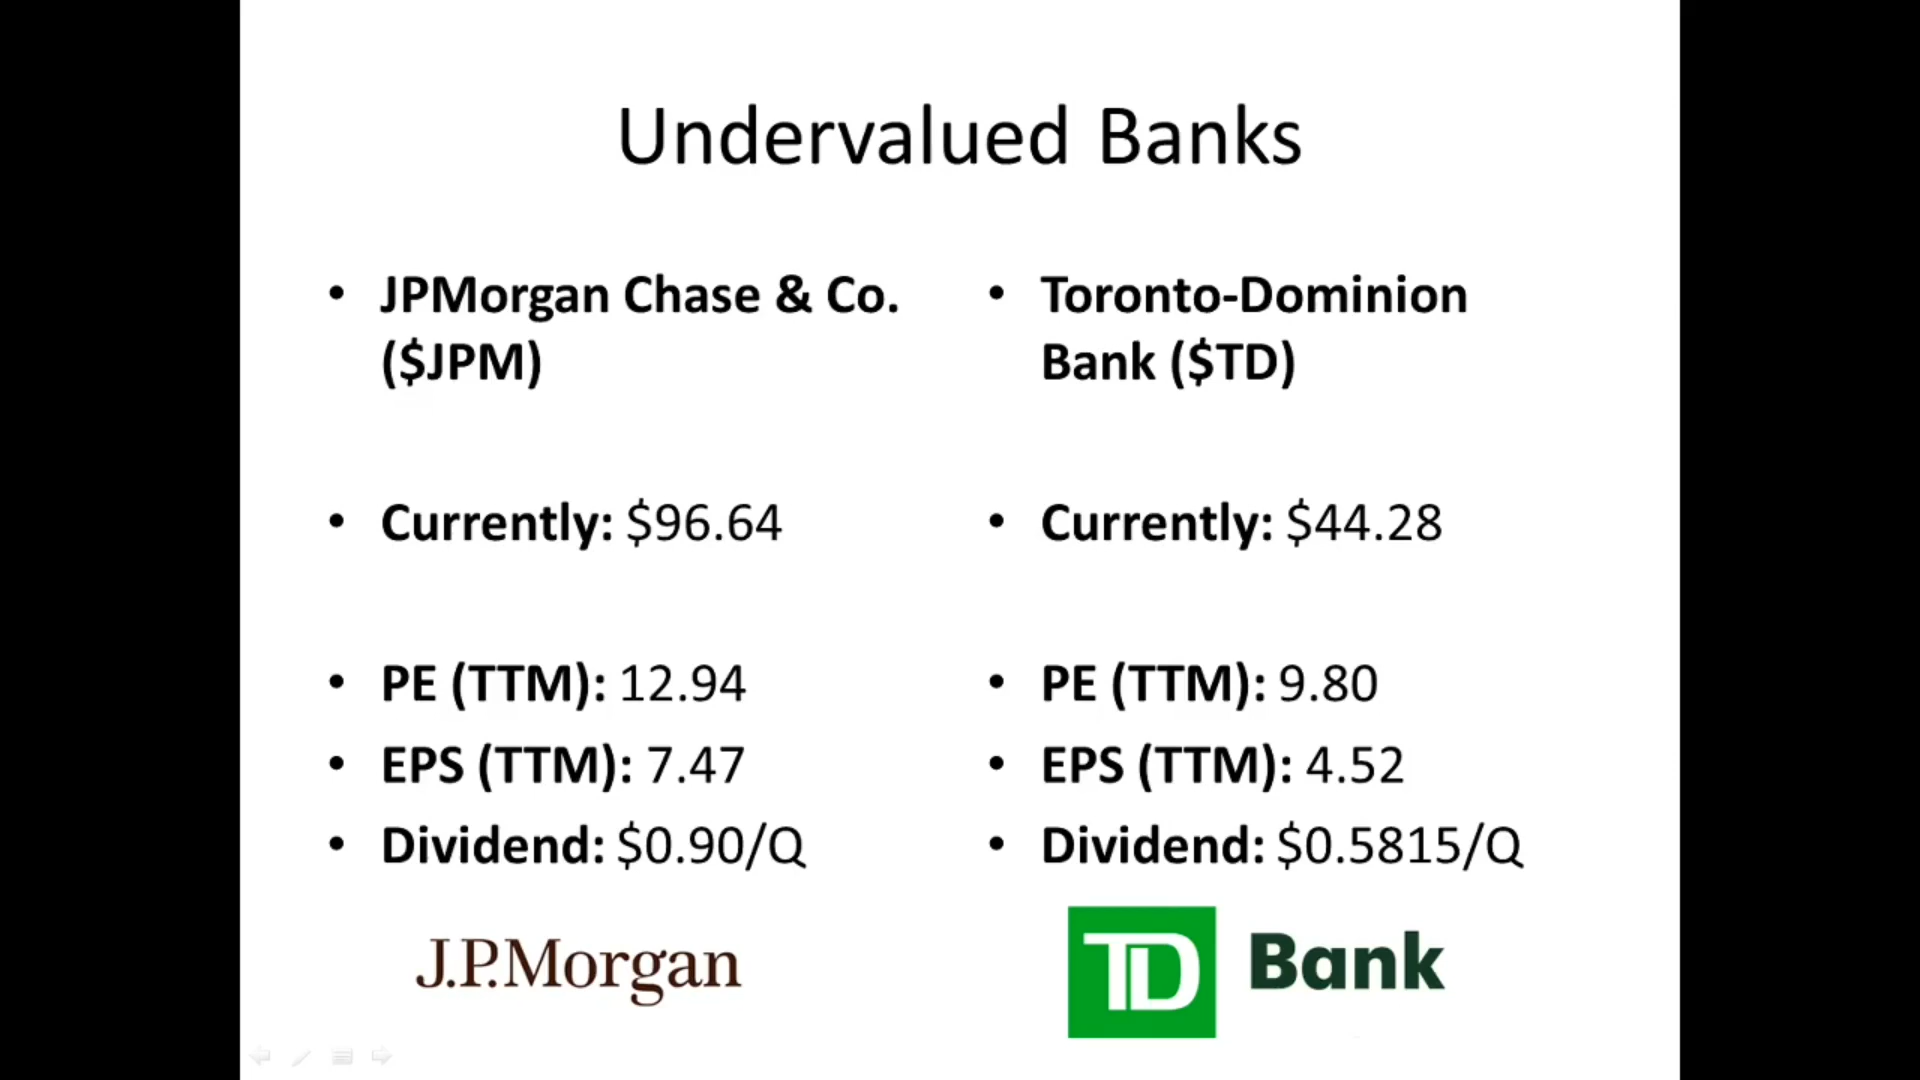 Undervalued Banks
• JPMorgan Chase & Co.
($JPM)
• Currently: $96.64
• PE (TTM): 12.94
• EPS (TTM): 7.47
• Dividend: $0.90/Q
J.P.Morgan
• Toronto-Dominion
Bank ($TD)
• Currently: $44.28
• PE (TTM): 9.80
• EPS (TTM): 4.52
• Dividend: $0.5815/Q
TD Bank